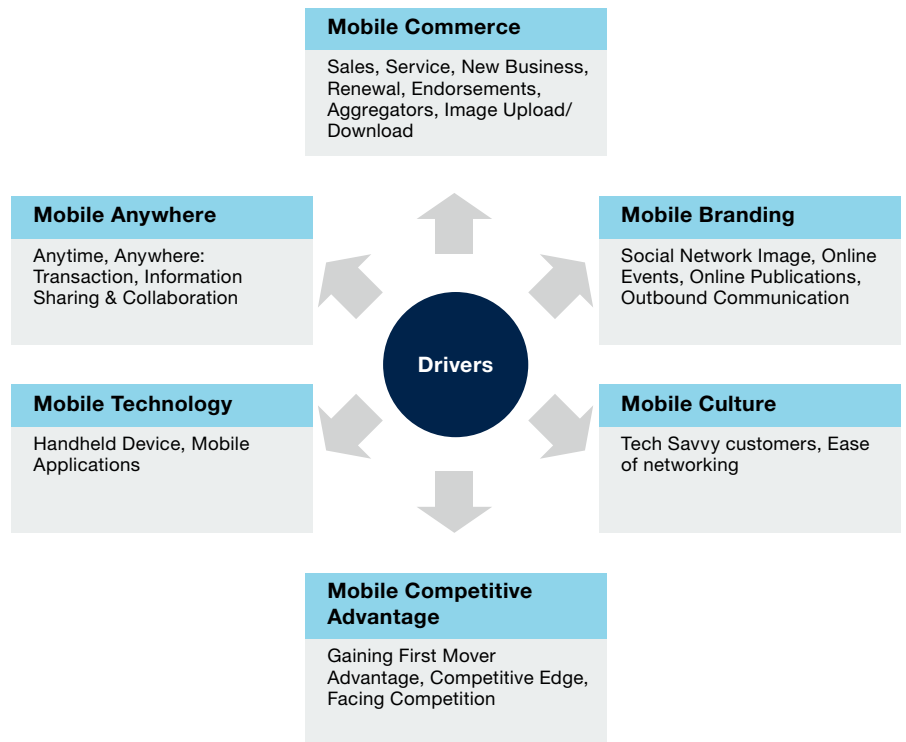 Mobile Commerce
Sales, Service, New Business,
Renewal, Endorsements,
Aggregators, Image Upload/
Download
Mobile Anywhere
Anytime, Anywhere:
Transaction, Information
Sharing & Collaboration
Mobile Branding
Social Network Image, Online
Events, Online Publications,
Outbound Communication
Drivers
Mobile Technology
Handheld Device, Mobile
Applications
Mobile Culture
Tech Savvy customers, Ease
of networking
Mobile Competitive
Advantage
Gaining First Mover
Advantage, Competitive Edge,
Facing Competition